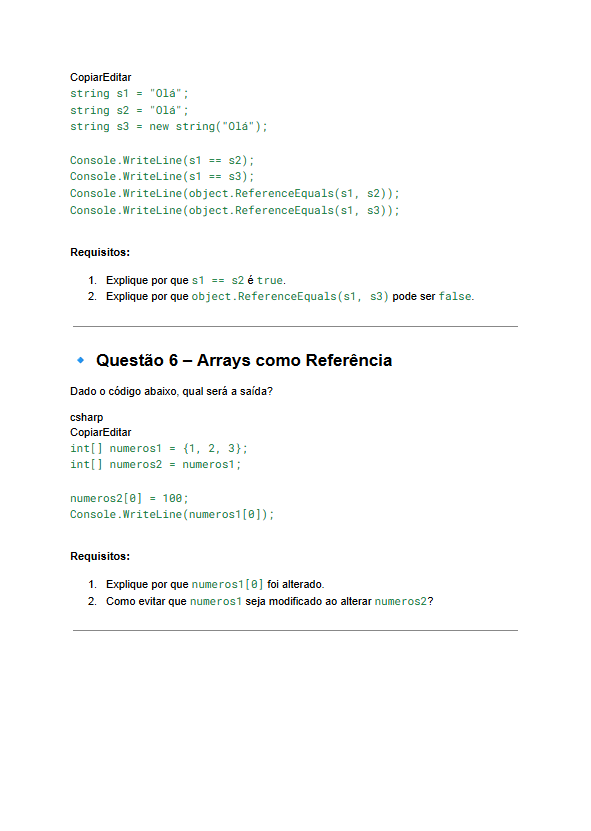 CopiarEditar
string s1 = "Olá";
string s2 = "Olá";
string s3 = new string("Olá");
Console.WriteLine(s1 == s2);
Console.WriteLine(s1 == s3);
Console.WriteLine(object.ReferenceEquals(s1, s2));
Console.WriteLine(object.ReferenceEquals(s1, s3));
Requisitos:
1. Explique por que s1 == s2 é true.
2. Explique por que object.ReferenceEquals(s1, s3) pode ser false.
🔹 Questão 6 – Arrays como Referência
Dado o código abaixo, qual será a saída?
csharp
CopiarEditar
int[] numeros1 = {1, 2, 3};
int[] numeros2 = numeros1;
numeros2[0] = 100;
Console.WriteLine(numeros1[0]);
Requisitos:
1. Explique por que numeros1[0] foi alterado.
2. Como evitar que numeros1 seja modificado ao alterar numeros2?